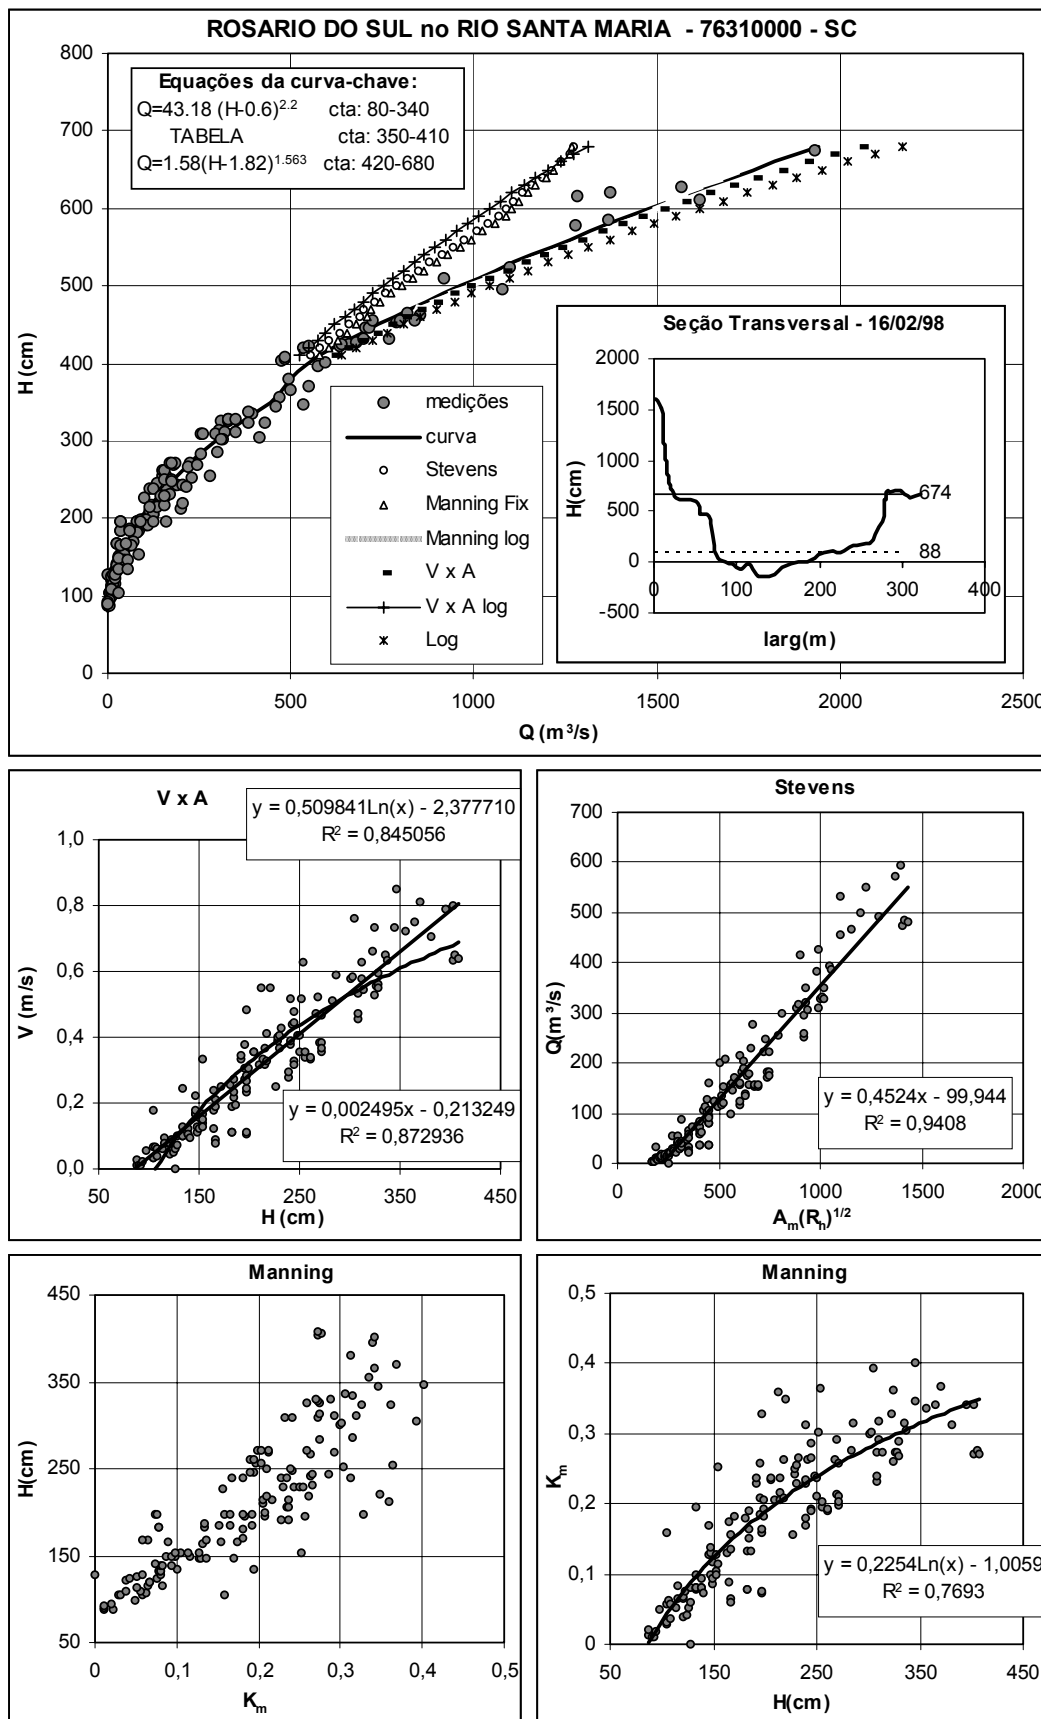 ROSARIO DO SUL no RIO SANTA MARIA - 76310000 - SC
800
700
600
500
400
300
200
100
0
H (cm)
Equações da curva-chave:
Q=43.18 (H-0.6)^2.2 cta: 80-340
TABELA cta: 350-410
Q=1.58(H-1.82)^1.563 cta: 420-680
medições
curva
Stevens
Manning Fix
Manning log
V x A
V x A log
Log
Seção Transversal - 16/02/98
2000
1500
1000
500
0
-500
H(cm)
674
88
0 100 200 300 400
larg(m)
0 500 1000 1500 2000 2500
Q (m³/s)
V x A
y = 0,509841Ln(x) - 2,377710
R² = 0,845056
1,0
0,8
0,6
0,4
0,2
0,0
V (m/s)
y = 0,002495x - 0,213249
R² = 0,872936
50 150 250 350 450
H (cm)
Stevens
700
600
500
400
300
200
100
0
Q(m³/s)
y = 0,4524x - 99,944
R² = 0,9408
0 500 1000 1500 2000
A_m(R_h)^1/2
Manning
450
350
250
150
50
H(cm)
0 0,1 0,2 0,3 0,4 0,5
K_m
Manning
0,5
0,4
0,3
0,2
0,1
0
K_m
y = 0,2254Ln(x) - 1,0059
R² = 0,7693
50 150 250 350 450
H(cm)